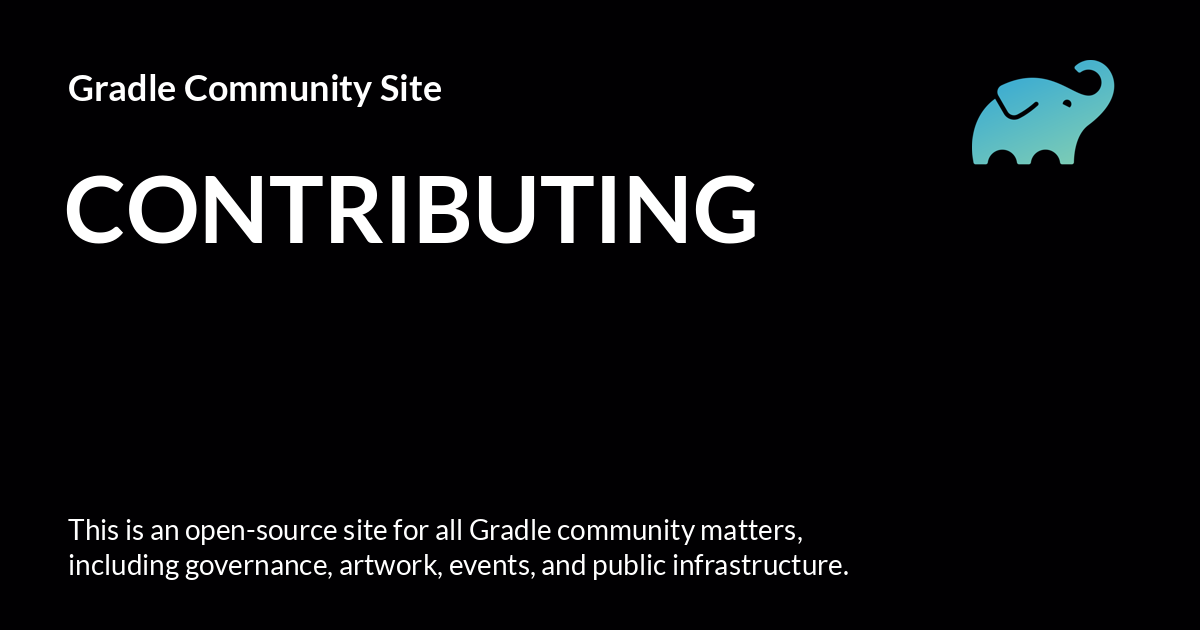 Gradle Community Site
CONTRIBUTING
This is an open-source site for all Gradle community matters,
including governance, artwork, events, and public infrastructure.